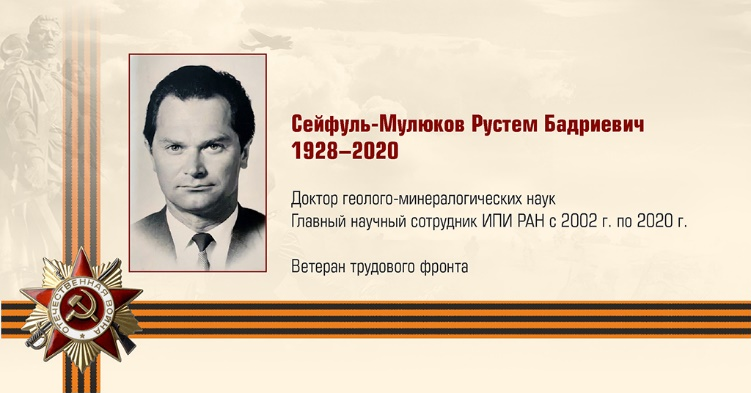 Сейфуль-Мулюков Рустем Бадриевич
1928–2020
Доктор геолого-минералогических наук
Главный научный сотрудник ИПИ РАН с 2002 г. по 2020 г.
Ветеран трудового фронта
ОТЕЧЕСТВЕННАЯ ВОЙНА